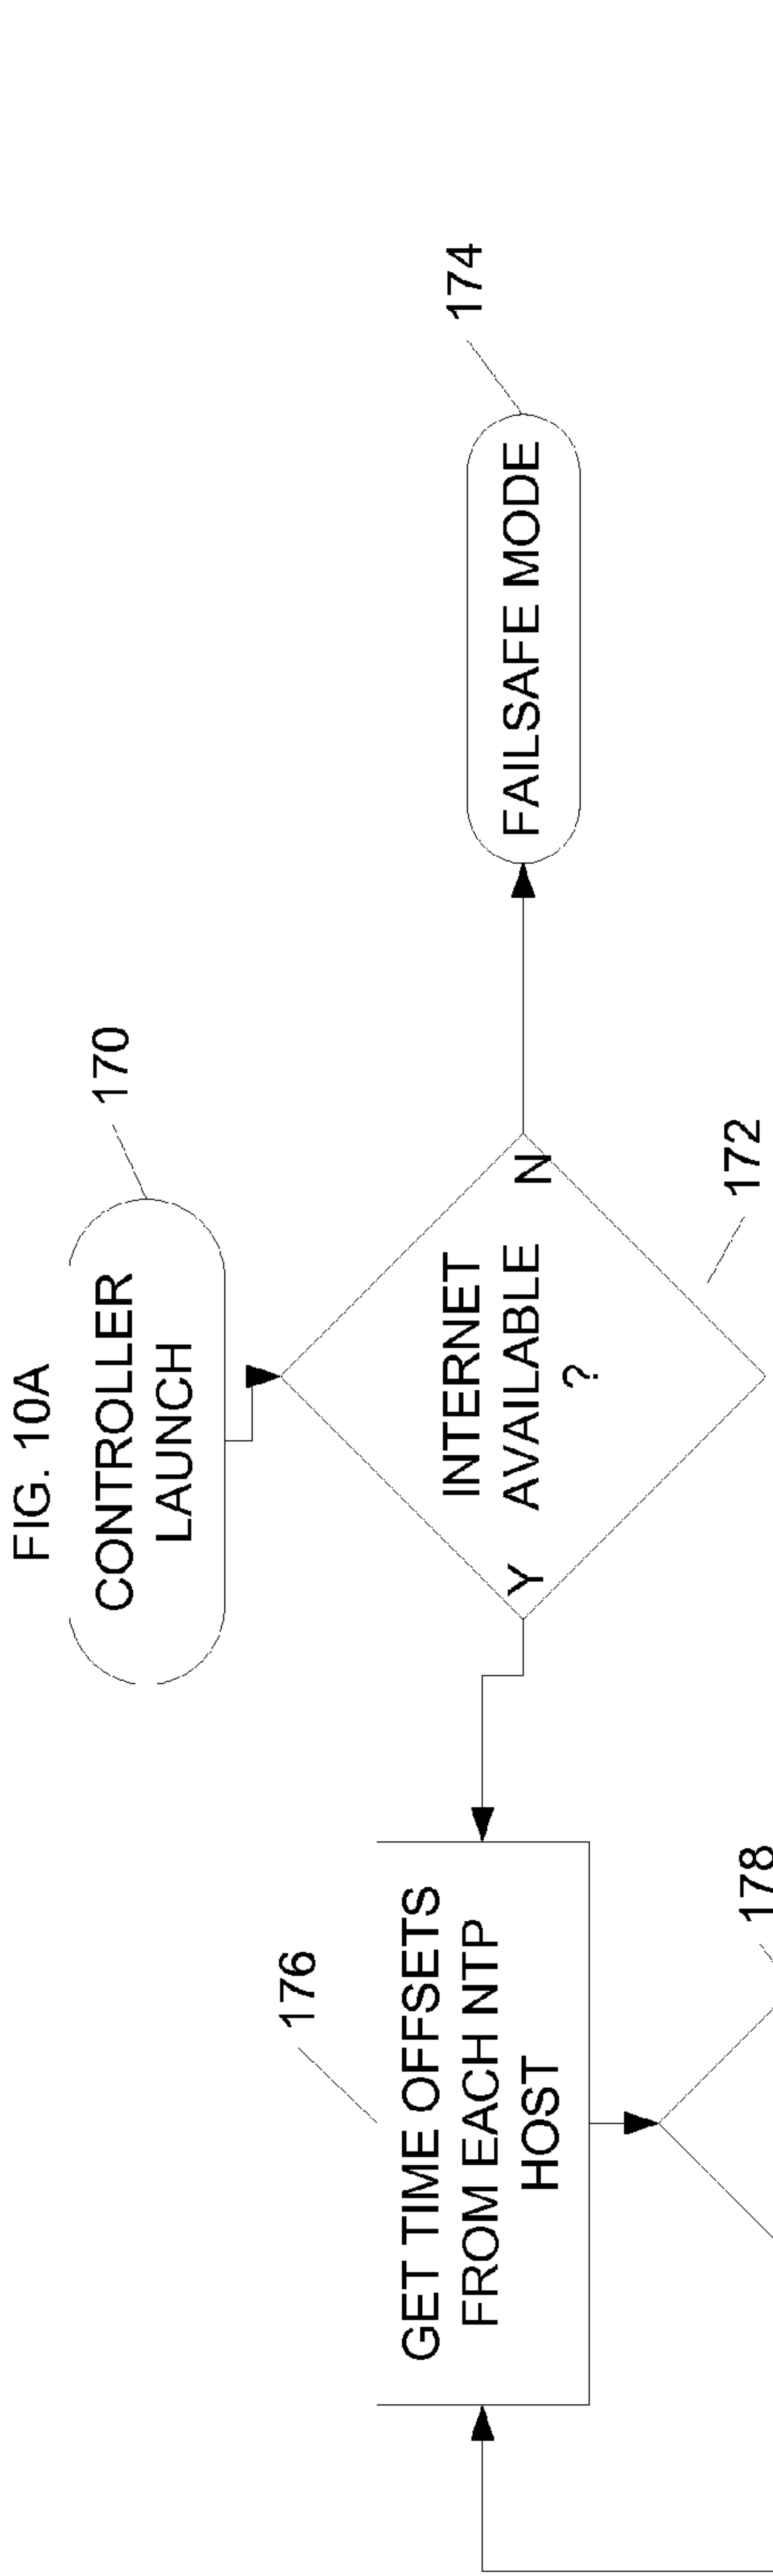 FIG. 10A
CONTROLLER
LAUNCH
170
INTERNET
AVAILABLE
?
Y
N
172
FAILSAFE MODE
174
176
GET TIME OFFSETS
FROM EACH NTP
HOST
178